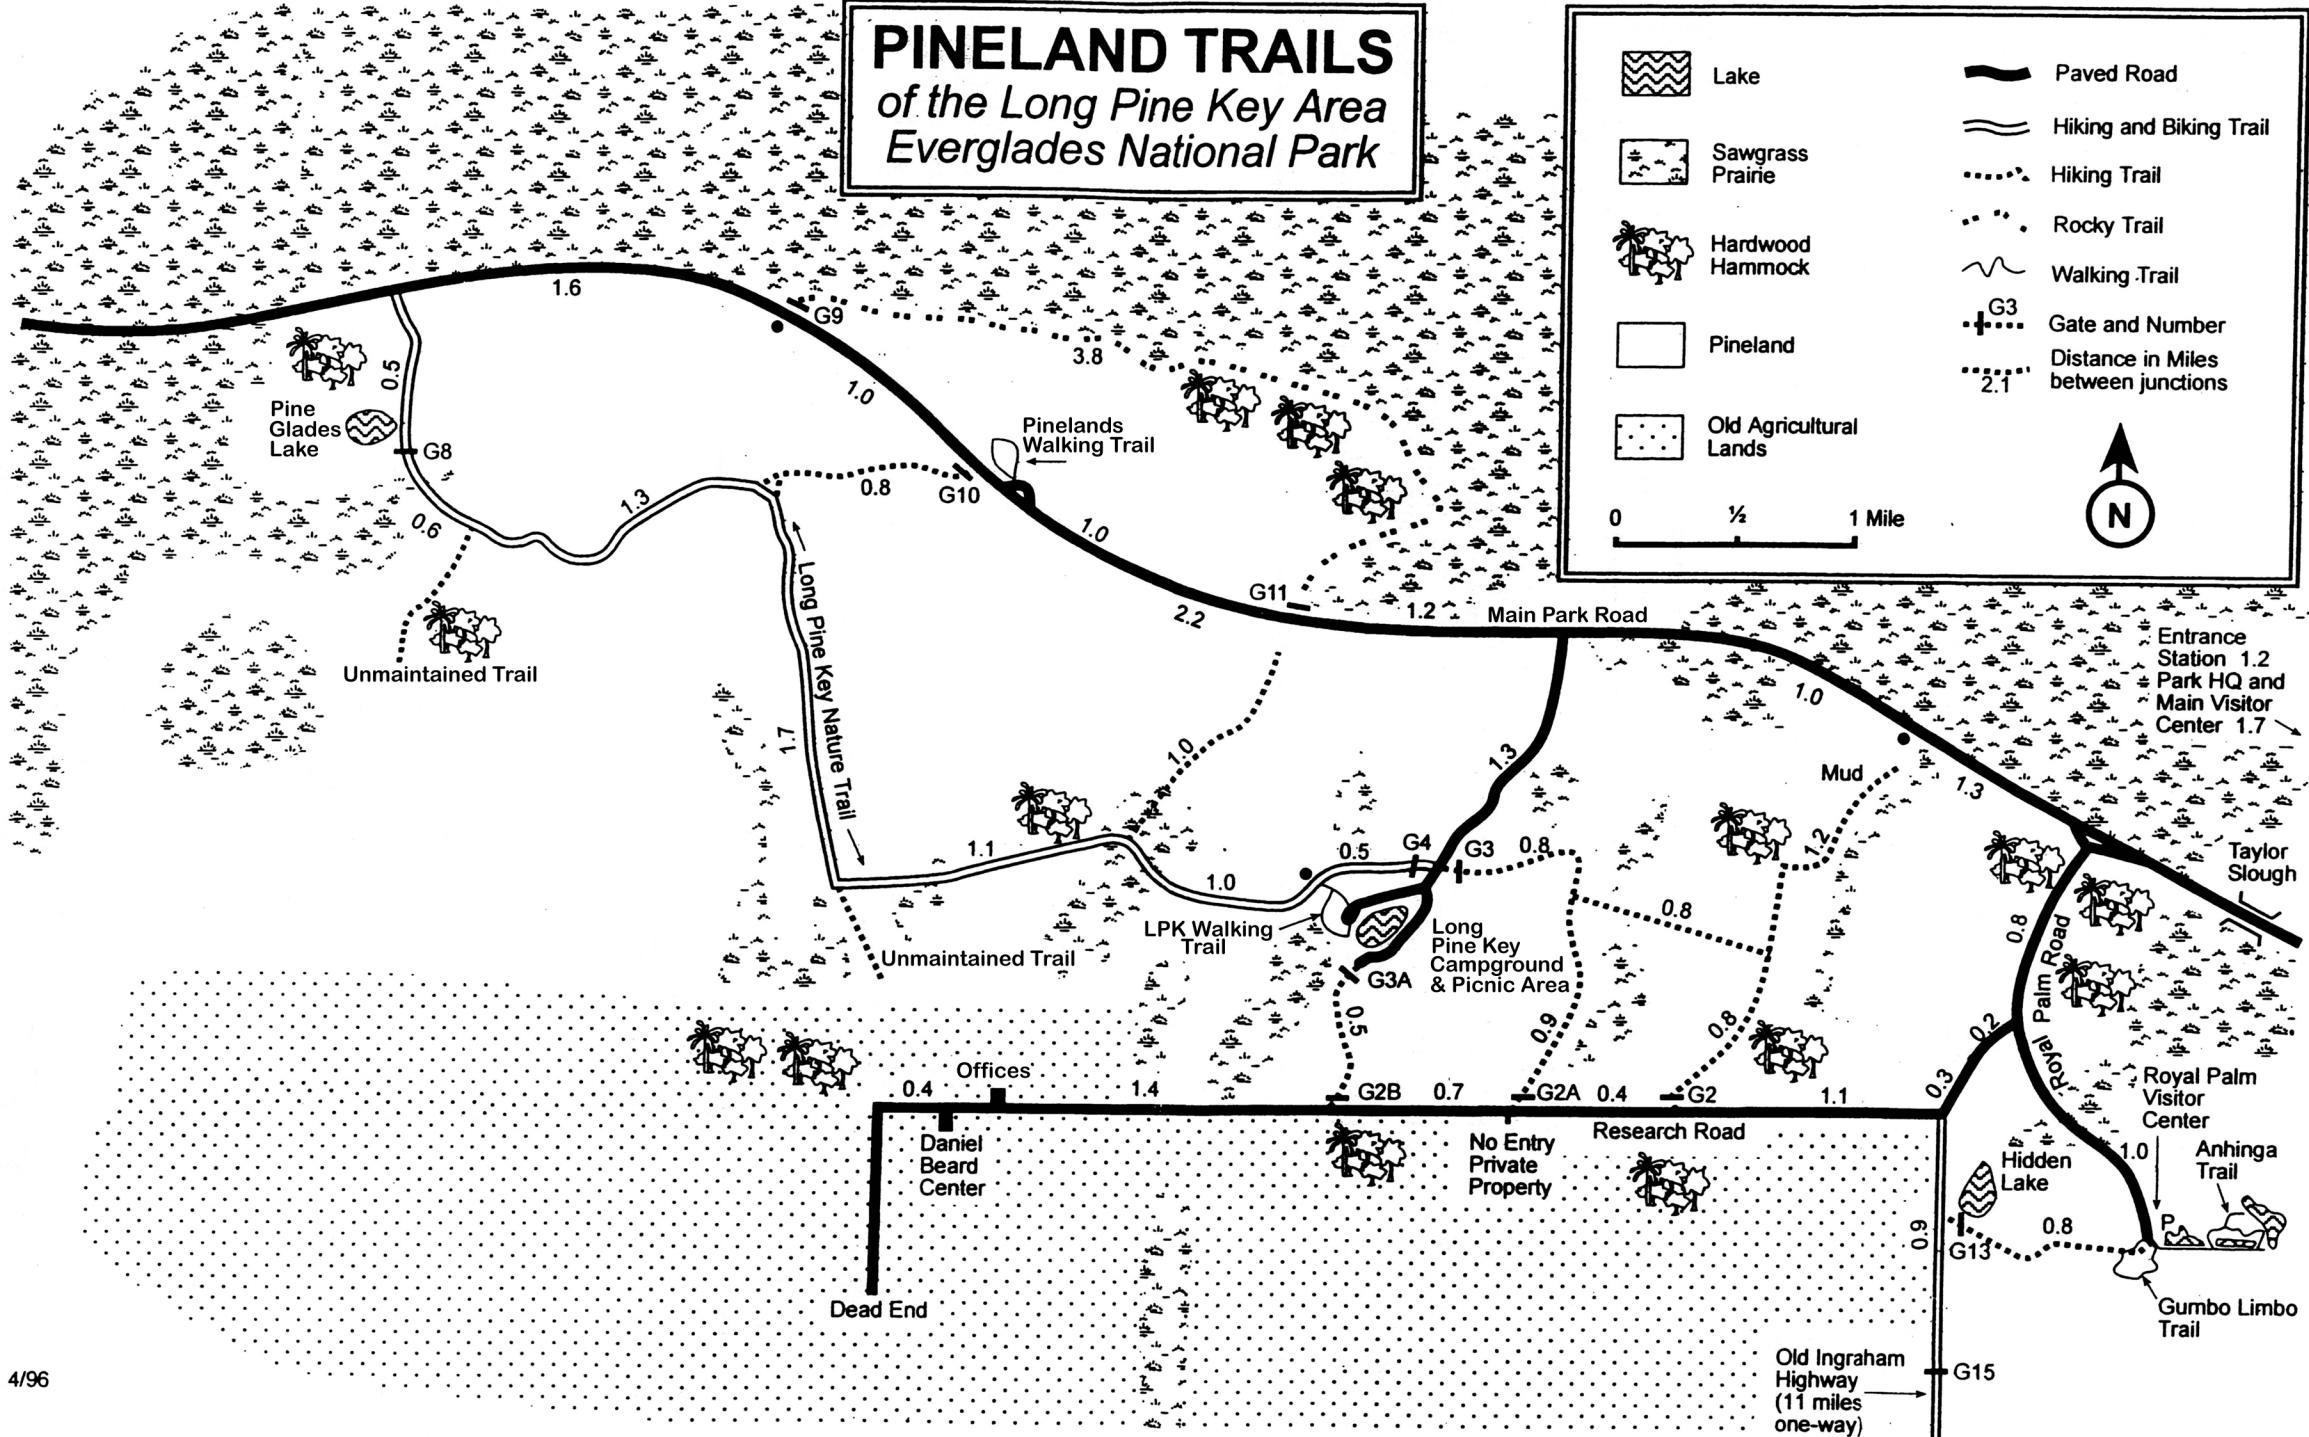 PINELAND TRAILS
of the Long Pine Key Area
Everglades National Park
Lake
Sawgrass
Prairie
Hardwood
Hammock
Pineland
Old Agricultural
Lands
Paved Road
Hiking and Biking Trail
Hiking Trail
Rocky Trail
Walking Trail
G3
Gate and Number
Distance in Miles
between junctions
2.1
0 ½ 1 Mile
N
1.6
G9
3.8
0.5
1.0
Pine
Glades
Lake
G8
Pinelands
Walking Trail
0.6
1.3
0.8
G10
1.0
Long Pine Key Nature Trail
G11
2.2
1.2
Main Park Road
Unmaintained Trail
Entrance
Station 1.2
Park HQ and
Main Visitor
Center 1.7
1.0
1.7
1.0
1.3
Mud
1.3
1.1
1.0
0.5
G4
G3
0.8
1.2
Taylor
Slough
0.8
0.8
Royal Palm Road
LPK Walking
Trail
Long
Pine Key
Campground
& Picnic Area
Unmaintained Trail
G3A
0.5
0.9
0.8
0.2
0.3
Offices
0.4
1.4
G2B
0.7
G2A
0.4
G2
1.1
Research Road
Daniel
Beard
Center
No Entry
Private
Property
Royal Palm
Visitor
Center
1.0
Anhinga
Trail
Hidden
Lake
P
0.9
G13
0.8
Dead End
Gumbo Limbo
Trail
Old Ingraham
Highway
(11 miles
one-way)
G15
4/96